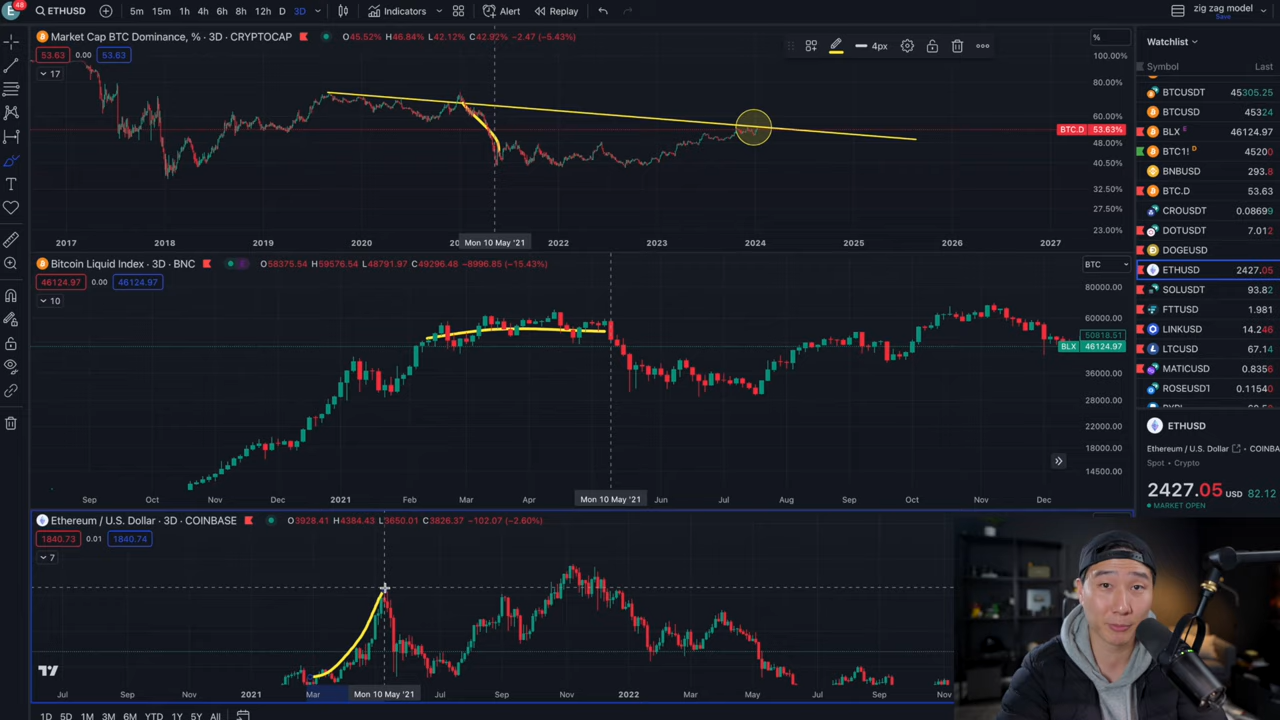 48 ETHUSD 5m 15m 1h 4h 6h 8h 12h D 3D Indicators Alert Replay zig zag model
Save
Market Cap BTC Dominance, % · 3D · CRYPTOCAP O45.52% H46.84% L42.12% C42.92% −2.47 (−5.43%)
53.63 0.00 53.63
17
4px
%
100.00%
80.00%
60.00%
BTC.D 53.63%
48.00%
40.50%
32.50%
27.50%
23.00%
2017 2018 2019 2020 Mon 10 May '21 2022 2023 2024 2025 2026 2027
Bitcoin Liquid Index · 3D · BNC O58375.54 H59576.54 L48791.97 C49296.48 −8996.85 (−15.43%)
46124.97 0.00 46124.97
10
BTC
80000.00
60000.00
50818.51
BLX 46124.97
36000.00
28000.00
22000.00
18000.00
14500.00
Sep Oct Nov Dec 2021 Feb Mar Apr Mon 10 May '21 Jun Jul Aug Sep Oct Nov Dec
Ethereum / U.S. Dollar · 3D · COINBASE O3928.41 H4384.43 L3650.01 C3826.37 −102.07 (−2.60%)
1840.73 0.01 1840.74
7
Jul Sep Nov 2021 Mar Mon 10 May '21 Jul Sep Nov 2022 Mar May Jul Sep Nov
1D 5D 1M 3M 6M YTD 1Y 5Y All
Watchlist
Symbol Last
BTCUSDT 45305.25
BTCUSD 45324
BLX E 46124.97
BTC1! D 45200
BNBUSD 293.8
BTC.D 53.63
CROUSDT 0.08699
DOTUSDT 7.012
DOGEUSD
ETHUSD 2427.05
SOLUSDT 93.82
FTTUSD 1.981
LINKUSD 14.246
LTCUSD 67.14
MATICUSD 0.8356
ROSEUSDT 0.11540
ETHUSD
Ethereum / U.S. Dollar Coinbase
Spot • Crypto
2427.05 USD 82.12
MARKET OPEN